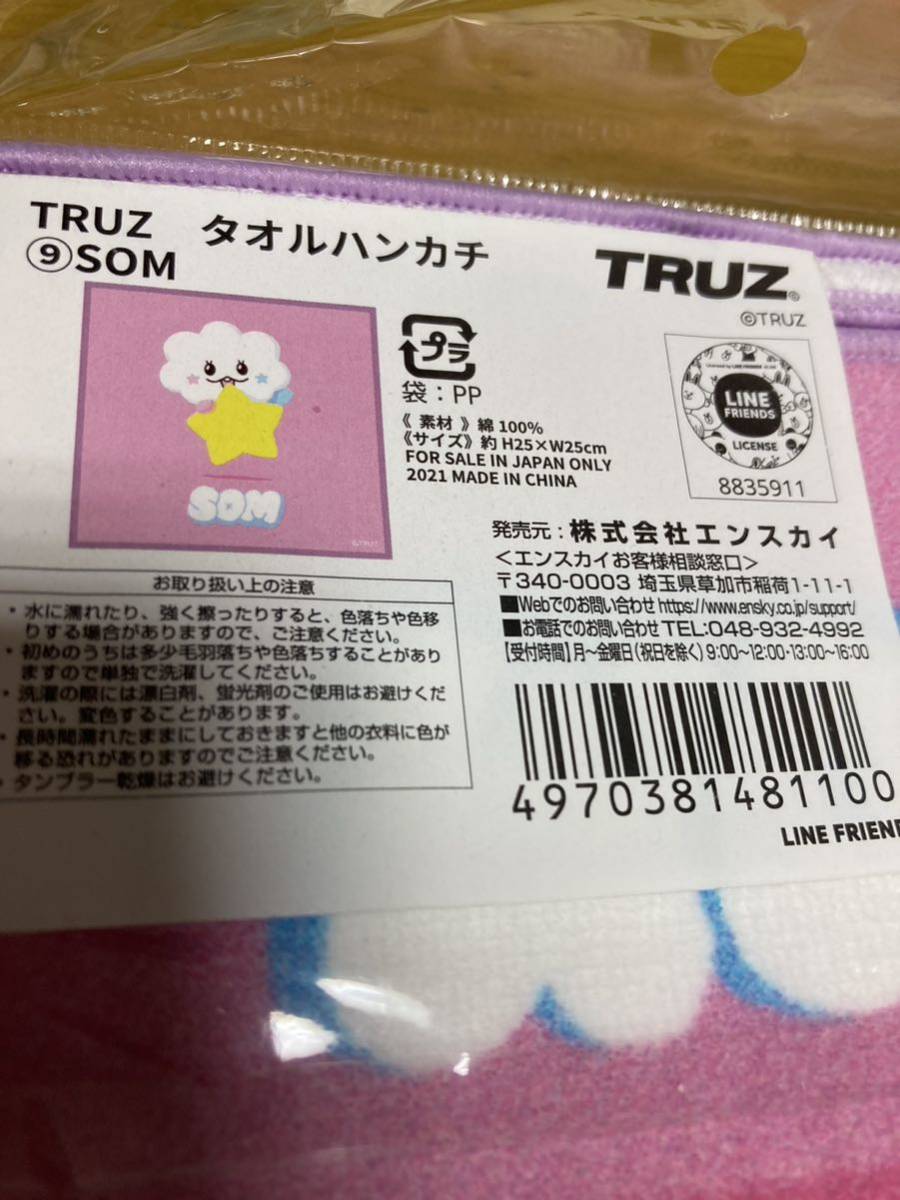 TRUZ タオルハンカチ
⑨SOM
TRUZ
©TRUZ
SOM
©TRUZ
プラ
袋：PP
《 素材 》綿 100%
《サイズ》約 H25×W25cm
FOR SALE IN JAPAN ONLY
2021 MADE IN CHINA
LINE
FRIENDS
LICENSE
8835911
発売元：株式会社エンスカイ
＜エンスカイお客様相談窓口＞
〒340-0003 埼玉県草加市稲荷1-11-1
■Webでのお問い合わせ https://www.ensky.co.jp/support/
■お電話でのお問い合わせ TEL:048-932-4992
【受付時間】月～金曜日（祝日を除く）9:00～12:00・13:00～16:00
お取り扱い上の注意
・水に濡れたり、強く擦ったりすると、色落ちや色移
りする場合がありますので、ご注意ください。
・初めのうちは多少毛羽落ちや色落ちすることがあり
ますので単独で洗濯してください。
・洗濯の際には漂白剤、蛍光剤のご使用はお避けくだ
さい。変色することがあります。
・長時間濡れたままにしておきますと他の衣料に色が
移る恐れがありますのでご注意ください。
・タンブラー乾燥はお避けください。
4970381481100
LINE FRIEND